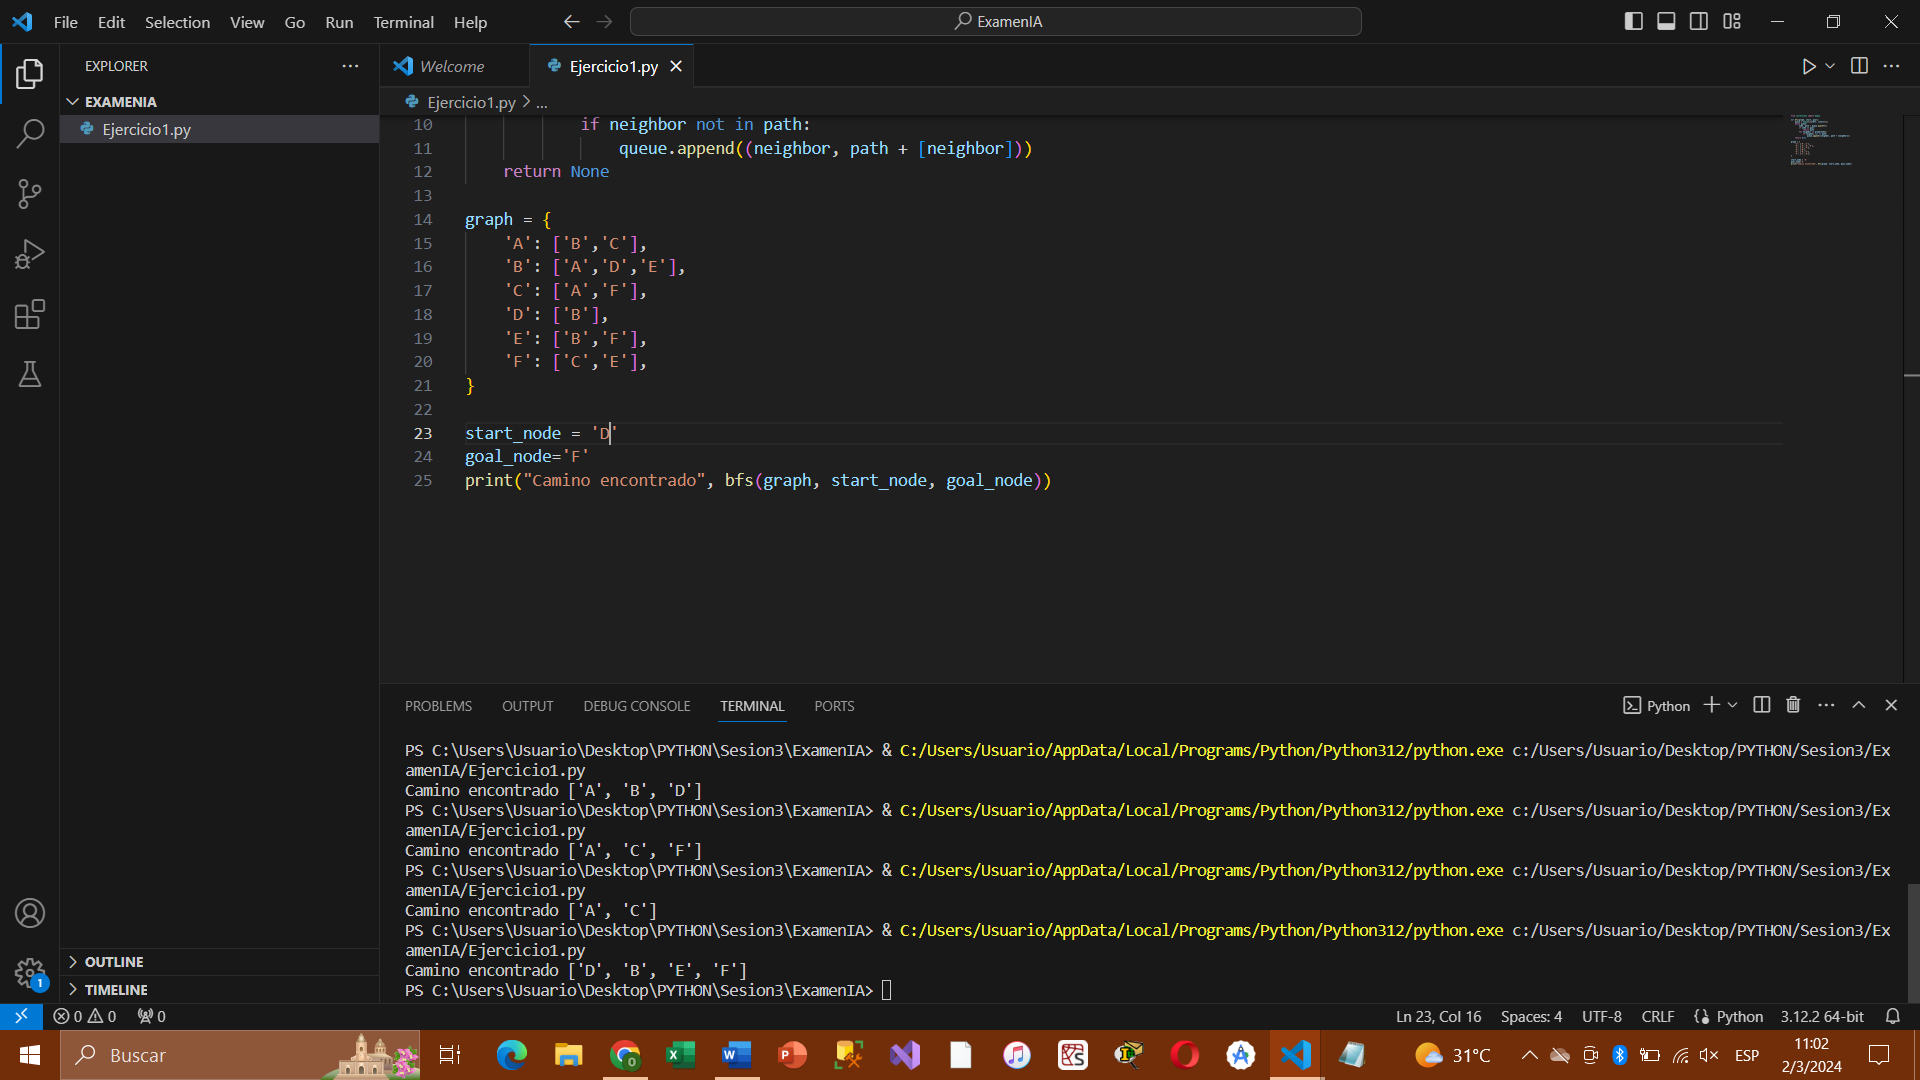 File Edit Selection View Go Run Terminal Help
ExamenIA
EXPLORER
Welcome
Ejercicio1.py
EXAMENIA
Ejercicio1.py
Ejercicio1.py > ...
10 if neighbor not in path:
11 queue.append((neighbor, path + [neighbor]))
12 return None
13
14 graph = {
15 'A': ['B','C'],
16 'B': ['A','D','E'],
17 'C': ['A','F'],
18 'D': ['B'],
19 'E': ['B','F'],
20 'F': ['C','E'],
21 }
22
23 start_node = 'D'
24 goal_node='F'
25 print("Camino encontrado", bfs(graph, start_node, goal_node))
PROBLEMS OUTPUT DEBUG CONSOLE TERMINAL PORTS
Python
PS C:\Users\Usuario\Desktop\PYTHON\Sesion3\ExamenIA> & C:/Users/Usuario/AppData/Local/Programs/Python/Python312/python.exe c:/Users/Usuario/Desktop/PYTHON/Sesion3/Ex
amenIA/Ejercicio1.py
Camino encontrado ['A', 'B', 'D']
PS C:\Users\Usuario\Desktop\PYTHON\Sesion3\ExamenIA> & C:/Users/Usuario/AppData/Local/Programs/Python/Python312/python.exe c:/Users/Usuario/Desktop/PYTHON/Sesion3/Ex
amenIA/Ejercicio1.py
Camino encontrado ['A', 'C', 'F']
PS C:\Users\Usuario\Desktop\PYTHON\Sesion3\ExamenIA> & C:/Users/Usuario/AppData/Local/Programs/Python/Python312/python.exe c:/Users/Usuario/Desktop/PYTHON/Sesion3/Ex
amenIA/Ejercicio1.py
Camino encontrado ['A', 'C']
PS C:\Users\Usuario\Desktop\PYTHON\Sesion3\ExamenIA> & C:/Users/Usuario/AppData/Local/Programs/Python/Python312/python.exe c:/Users/Usuario/Desktop/PYTHON/Sesion3/Ex
amenIA/Ejercicio1.py
Camino encontrado ['D', 'B', 'E', 'F']
PS C:\Users\Usuario\Desktop\PYTHON\Sesion3\ExamenIA>
OUTLINE
TIMELINE
1
0 0 0
Ln 23, Col 16 Spaces: 4 UTF-8 CRLF Python 3.12.2 64-bit
Buscar
31°C
ESP
11:02
2/3/2024